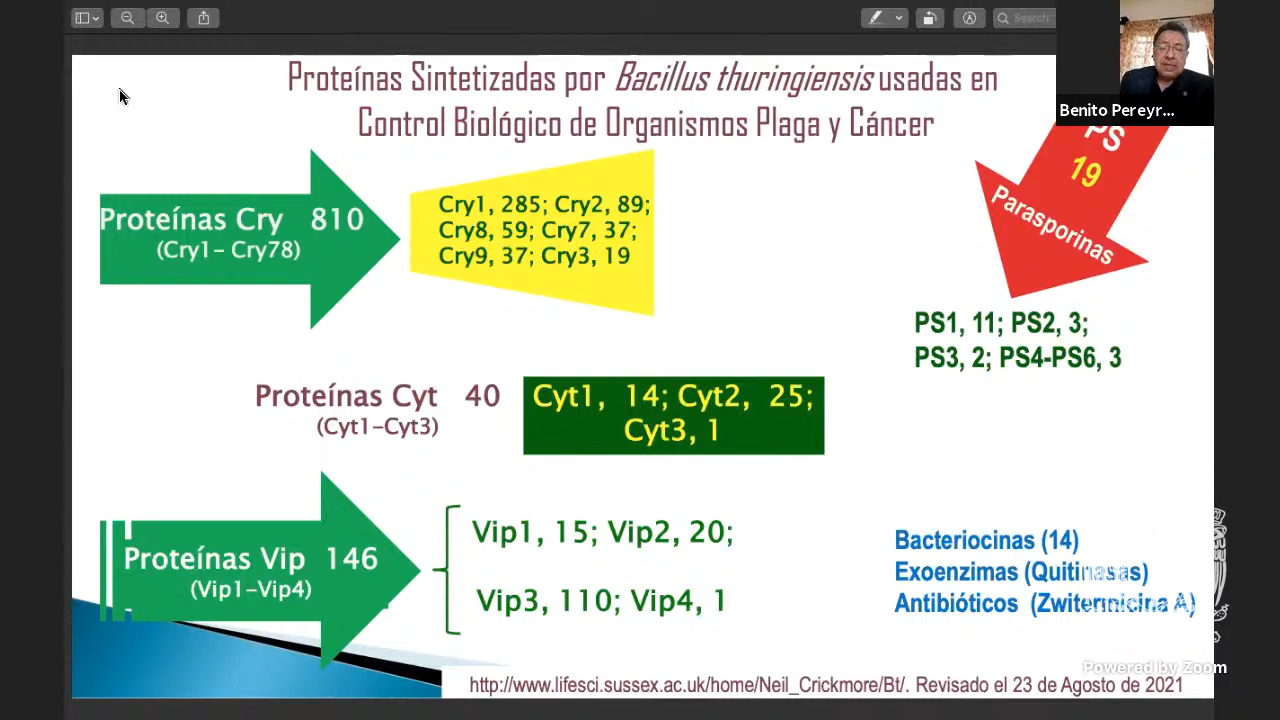 Search
Benito Pereyr...
Proteínas Sintetizadas por Bacillus thuringiensis usadas en
Control Biológico de Organismos Plaga y Cáncer
PS
19
Parasporinas
Proteínas Cry 810
(Cry1- Cry78)
Cry1, 285; Cry2, 89;
Cry8, 59; Cry7, 37;
Cry9, 37; Cry3, 19
PS1, 11; PS2, 3;
PS3, 2; PS4-PS6, 3
Proteínas Cyt 40
(Cyt1-Cyt3)
Cyt1, 14; Cyt2, 25;
Cyt3, 1
Proteínas Vip 146
(Vip1-Vip4)
Vip1, 15; Vip2, 20;
Vip3, 110; Vip4, 1
Bacteriocinas (14)
Exoenzimas (Quitinasas)
Antibióticos (Zwitermicina A)
Powered by Zoom
http://www.lifesci.sussex.ac.uk/home/Neil_Crickmore/Bt/. Revisado el 23 de Agosto de 2021